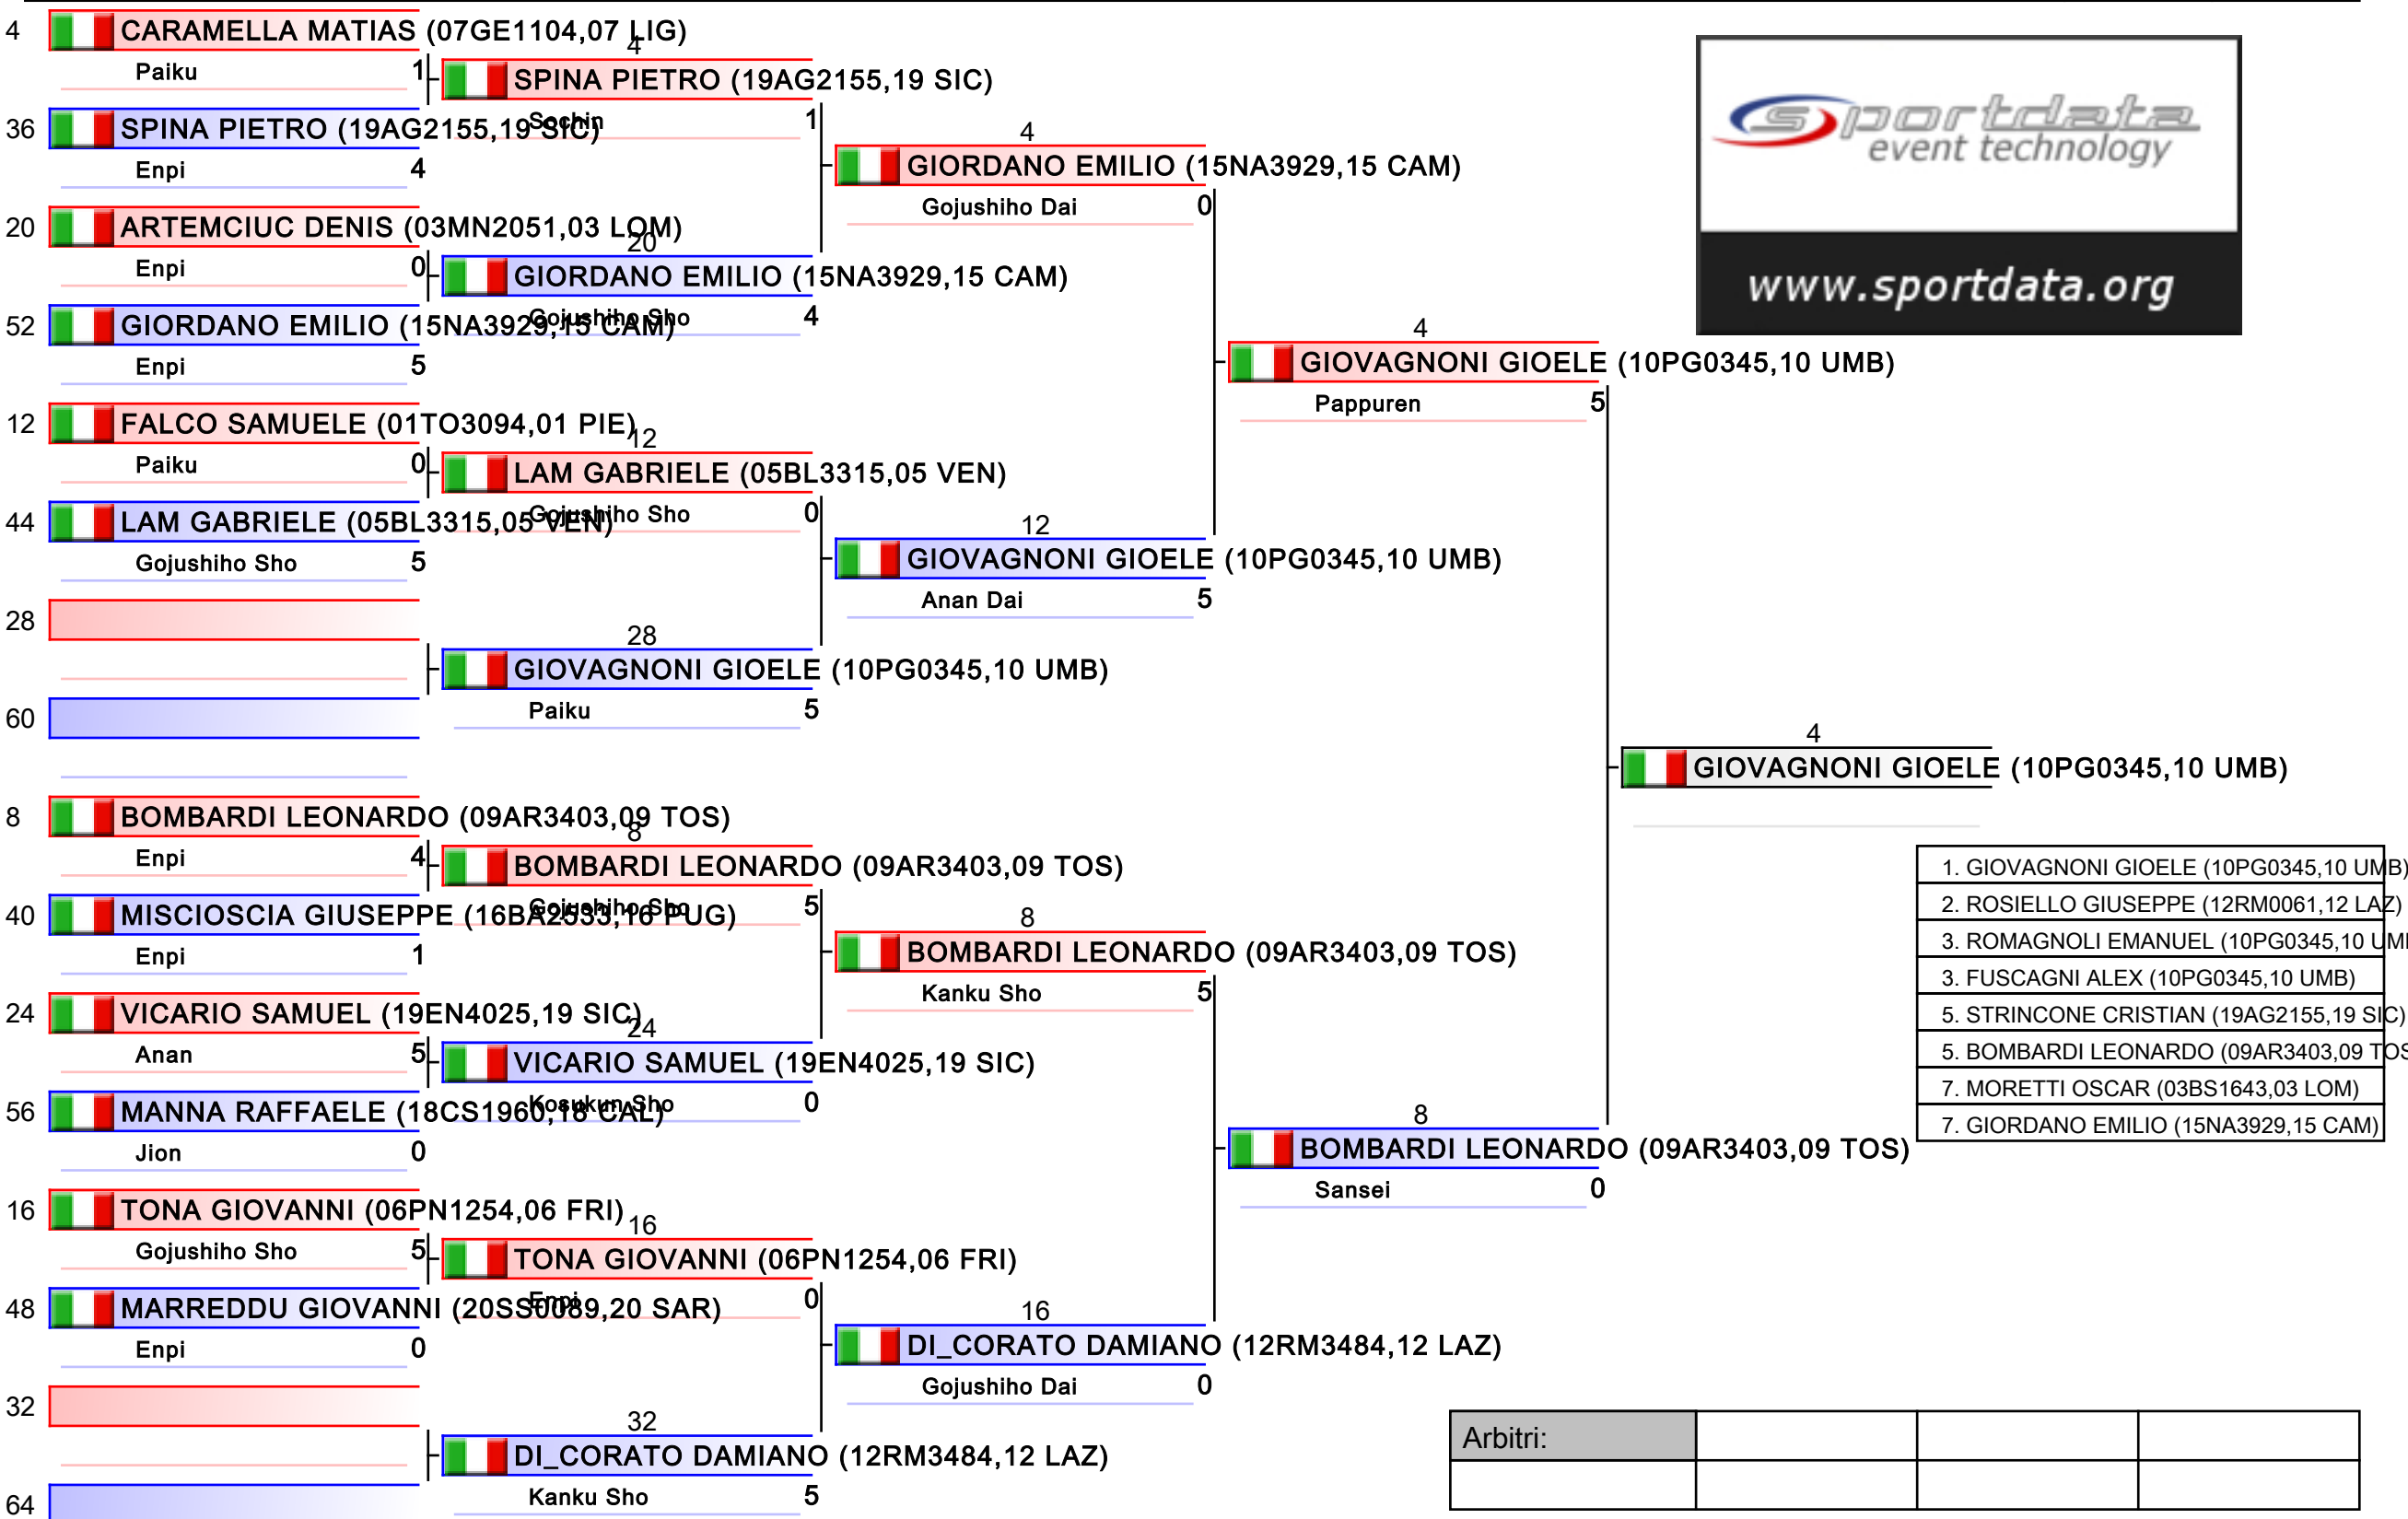 4 CARAMELLA MATIAS (07GE1104,07 LIG)
Paiku 1
36 SPINA PIETRO (19AG2155,19 SIC)
Enpi 4
20 ARTEMCIUC DENIS (03MN2051,03 LOM)
Enpi 0
52 GIORDANO EMILIO (15NA3929,15 CAM)
Enpi 5
12 FALCO SAMUELE (01TO3094,01 PIE)
Paiku 0
44 LAM GABRIELE (05BL3315,05 VEN)
Gojushiho Sho 5
28
60
8 BOMBARDI LEONARDO (09AR3403,09 TOS)
Enpi 4
40 MISCIOSCIA GIUSEPPE (16BA2533,16 PUG)
Enpi 1
24 VICARIO SAMUEL (19EN4025,19 SIC)
Anan 5
56 MANNA RAFFAELE (18CS1960,18 CAL)
Jion 0
16 TONA GIOVANNI (06PN1254,06 FRI)
Gojushiho Sho 5
48 MARREDDU GIOVANNI (20SS0089,20 SAR)
Enpi 0
32
64
4
SPINA PIETRO (19AG2155,19 SIC)
Sochin 1
20
GIORDANO EMILIO (15NA3929,15 CAM)
Gojushiho Sho 4
12
LAM GABRIELE (05BL3315,05 VEN)
Gojushiho Sho 0
28
GIOVAGNONI GIOELE (10PG0345,10 UMB)
Paiku 5
8
BOMBARDI LEONARDO (09AR3403,09 TOS)
Gojushiho Sho 5
24
VICARIO SAMUEL (19EN4025,19 SIC)
Kosukun Sho 0
16
TONA GIOVANNI (06PN1254,06 FRI)
Enpi 0
32
DI_CORATO DAMIANO (12RM3484,12 LAZ)
Kanku Sho 5
4
GIORDANO EMILIO (15NA3929,15 CAM)
Gojushiho Dai 0
12
GIOVAGNONI GIOELE (10PG0345,10 UMB)
Anan Dai 5
8
BOMBARDI LEONARDO (09AR3403,09 TOS)
Kanku Sho 5
16
DI_CORATO DAMIANO (12RM3484,12 LAZ)
Gojushiho Dai 0
4
GIOVAGNONI GIOELE (10PG0345,10 UMB)
Pappuren 5
8
BOMBARDI LEONARDO (09AR3403,09 TOS)
Sansei 0
4
GIOVAGNONI GIOELE (10PG0345,10 UMB)
sportdata
event technology
www.sportdata.org
1. GIOVAGNONI GIOELE (10PG0345,10 UMB)
2. ROSIELLO GIUSEPPE (12RM0061,12 LAZ)
3. ROMAGNOLI EMANUEL (10PG0345,10 UM
3. FUSCAGNI ALEX (10PG0345,10 UMB)
5. STRINCONE CRISTIAN (19AG2155,19 SIC)
5. BOMBARDI LEONARDO (09AR3403,09 TOS
7. MORETTI OSCAR (03BS1643,03 LOM)
7. GIORDANO EMILIO (15NA3929,15 CAM)
Arbitri: